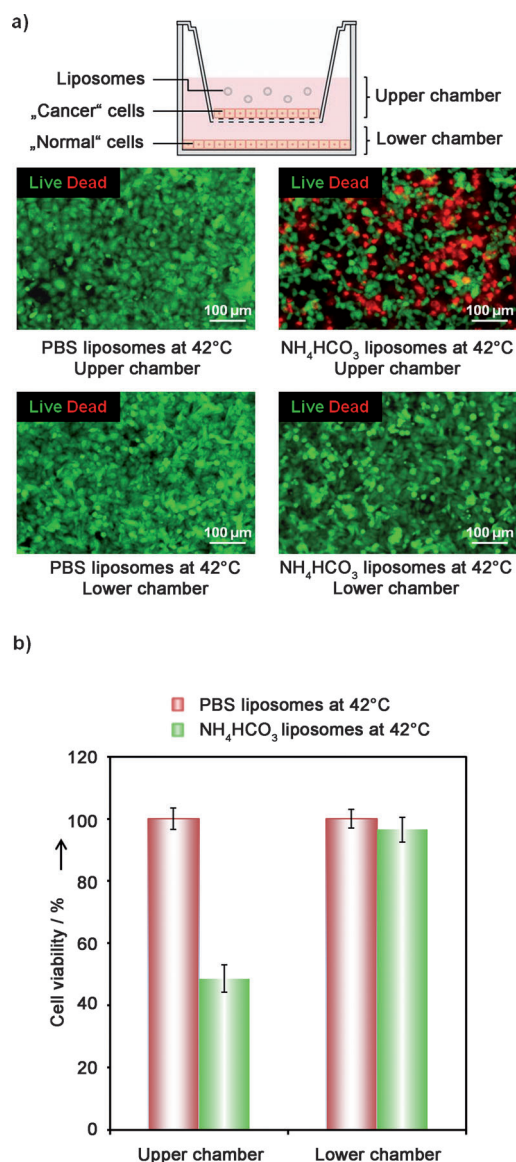 a)
Liposomes
„Cancer“ cells
„Normal“ cells
Upper chamber
Lower chamber
Live Dead
100 µm
PBS liposomes at 42°C
Upper chamber
Live Dead
100 µm
NH₄HCO₃ liposomes at 42°C
Upper chamber
Live Dead
100 µm
PBS liposomes at 42°C
Lower chamber
Live Dead
100 µm
NH₄HCO₃ liposomes at 42°C
Lower chamber
b)
PBS liposomes at 42°C
NH₄HCO₃ liposomes at 42°C
Cell viability / % →
120
100
80
60
40
20
0
Upper chamber
Lower chamber